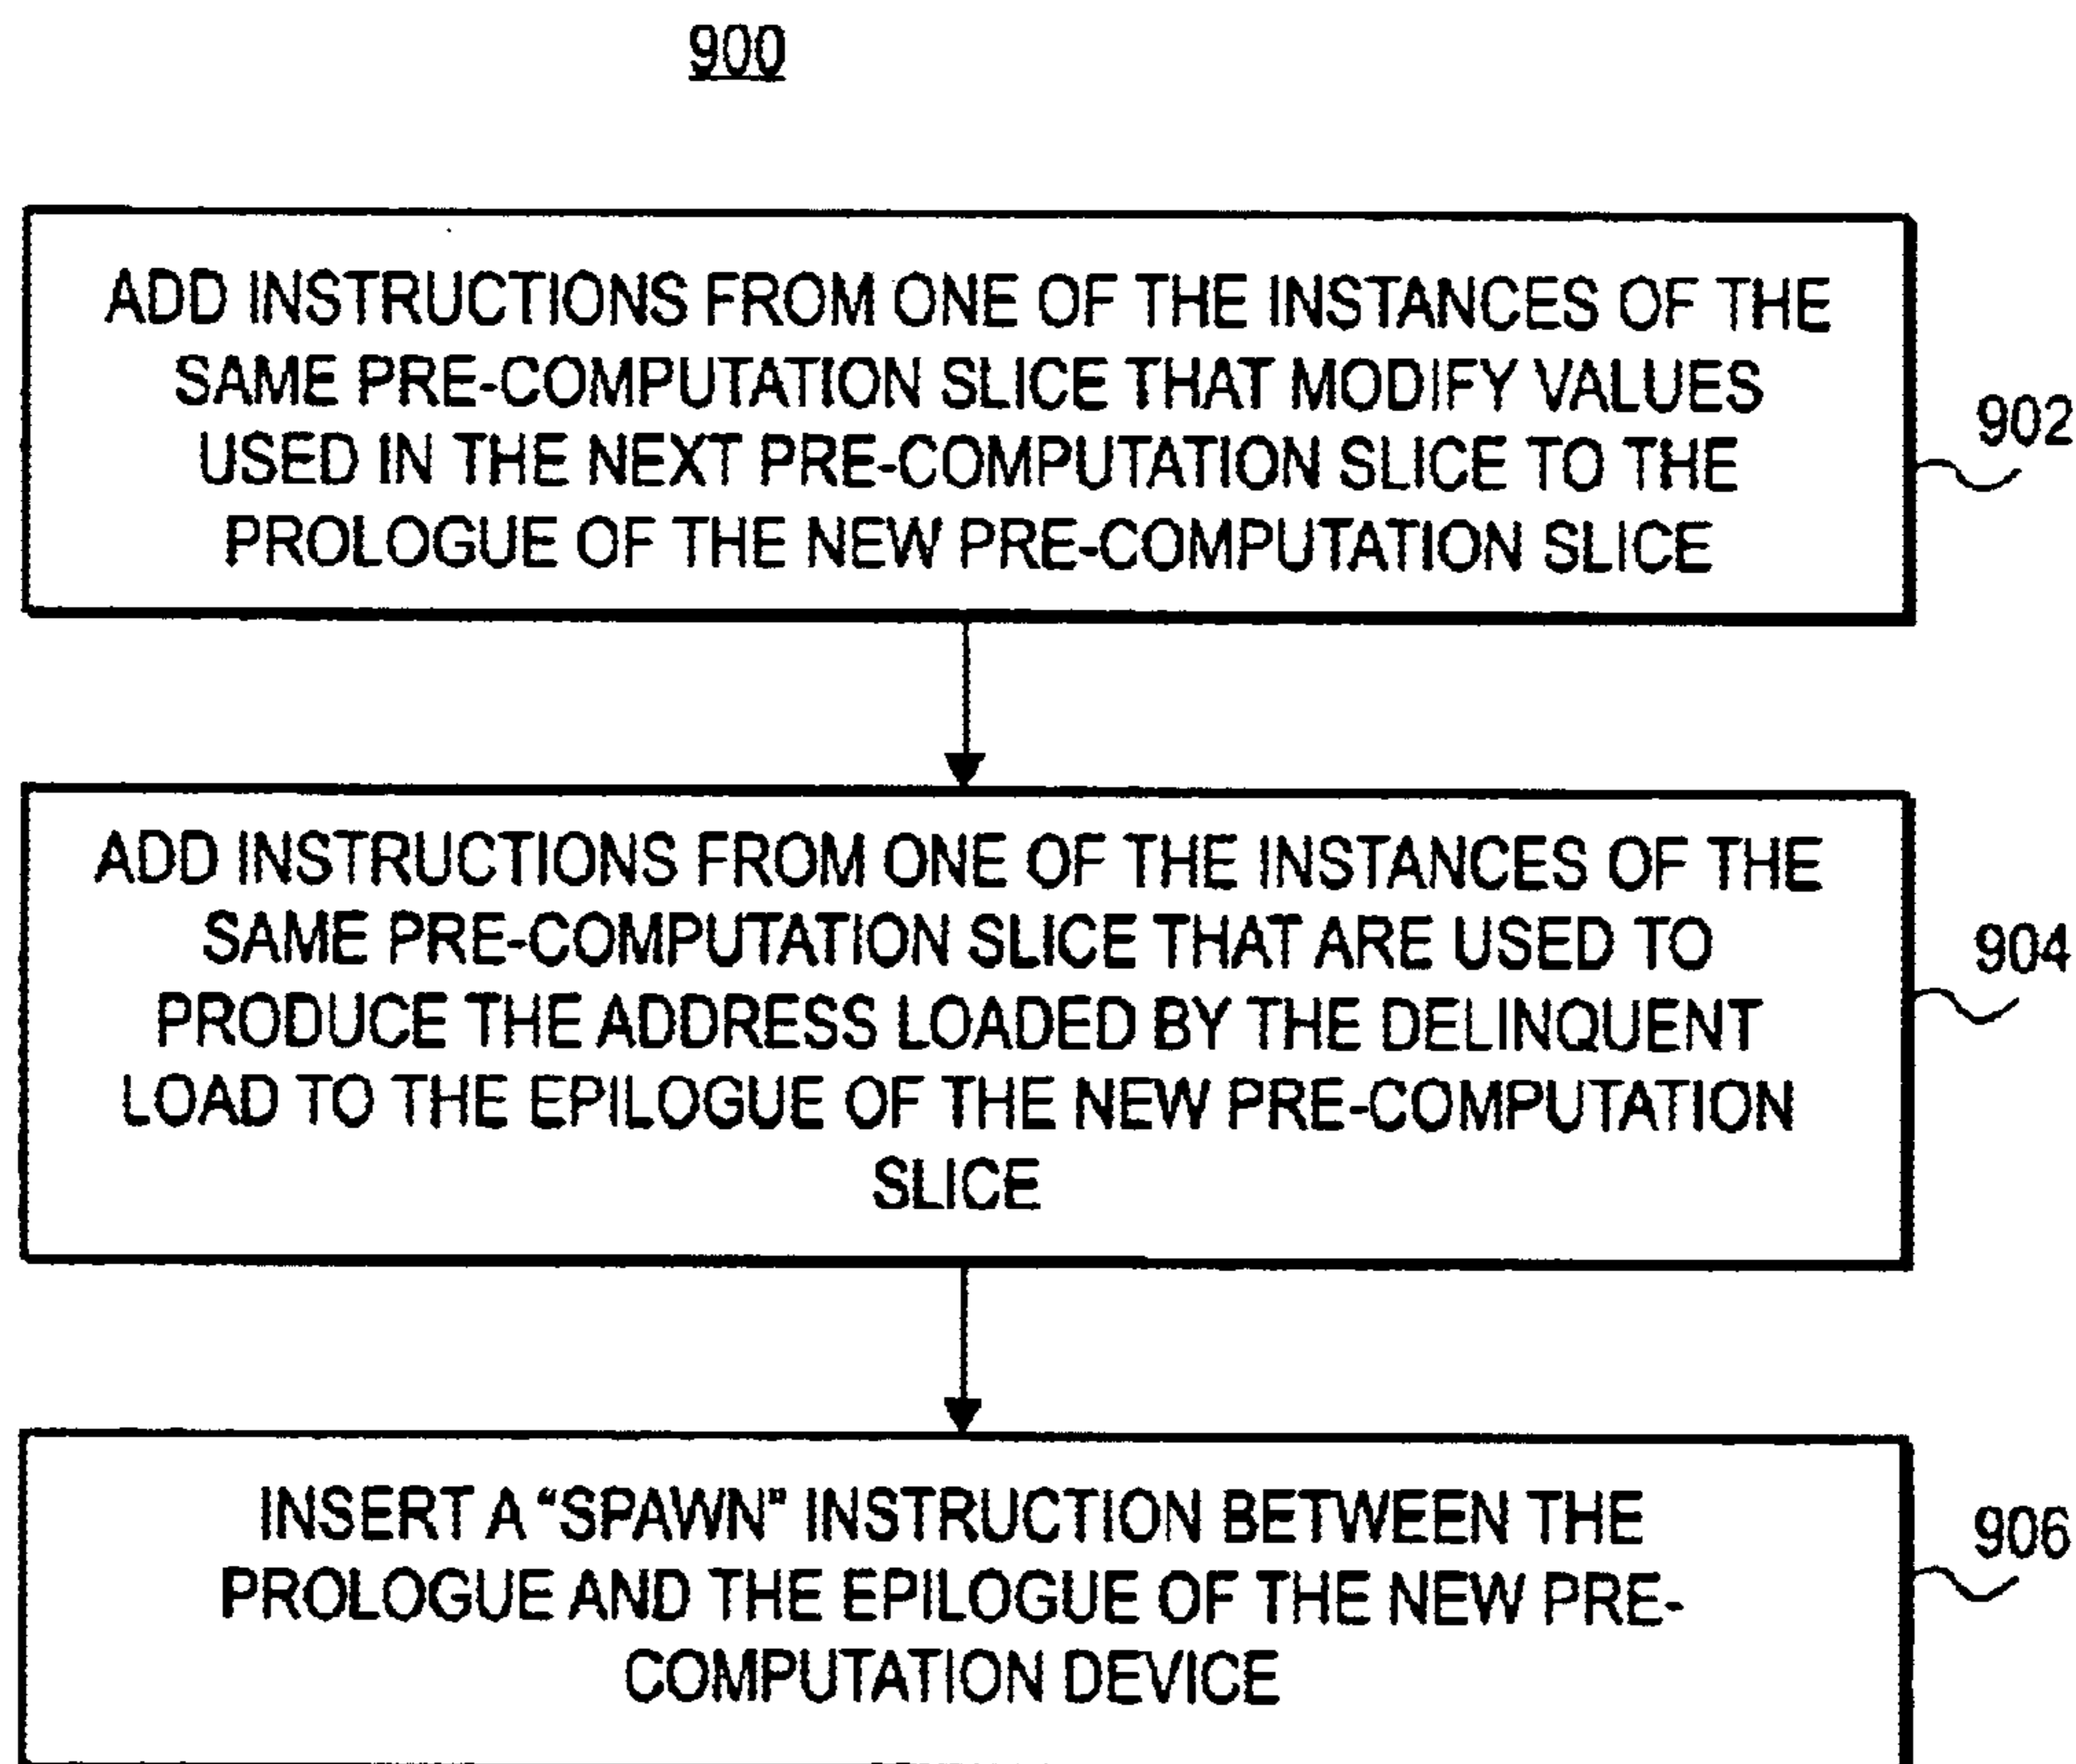 900
ADD INSTRUCTIONS FROM ONE OF THE INSTANCES OF THE
SAME PRE-COMPUTATION SLICE THAT MODIFY VALUES
USED IN THE NEXT PRE-COMPUTATION SLICE TO THE
PROLOGUE OF THE NEW PRE-COMPUTATION SLICE
902
ADD INSTRUCTIONS FROM ONE OF THE INSTANCES OF THE
SAME PRE-COMPUTATION SLICE THAT ARE USED TO
PRODUCE THE ADDRESS LOADED BY THE DELINQUENT
LOAD TO THE EPILOGUE OF THE NEW PRE-COMPUTATION
SLICE
904
INSERT A “SPAWN” INSTRUCTION BETWEEN THE
PROLOGUE AND THE EPILOGUE OF THE NEW PRE-
COMPUTATION DEVICE
906